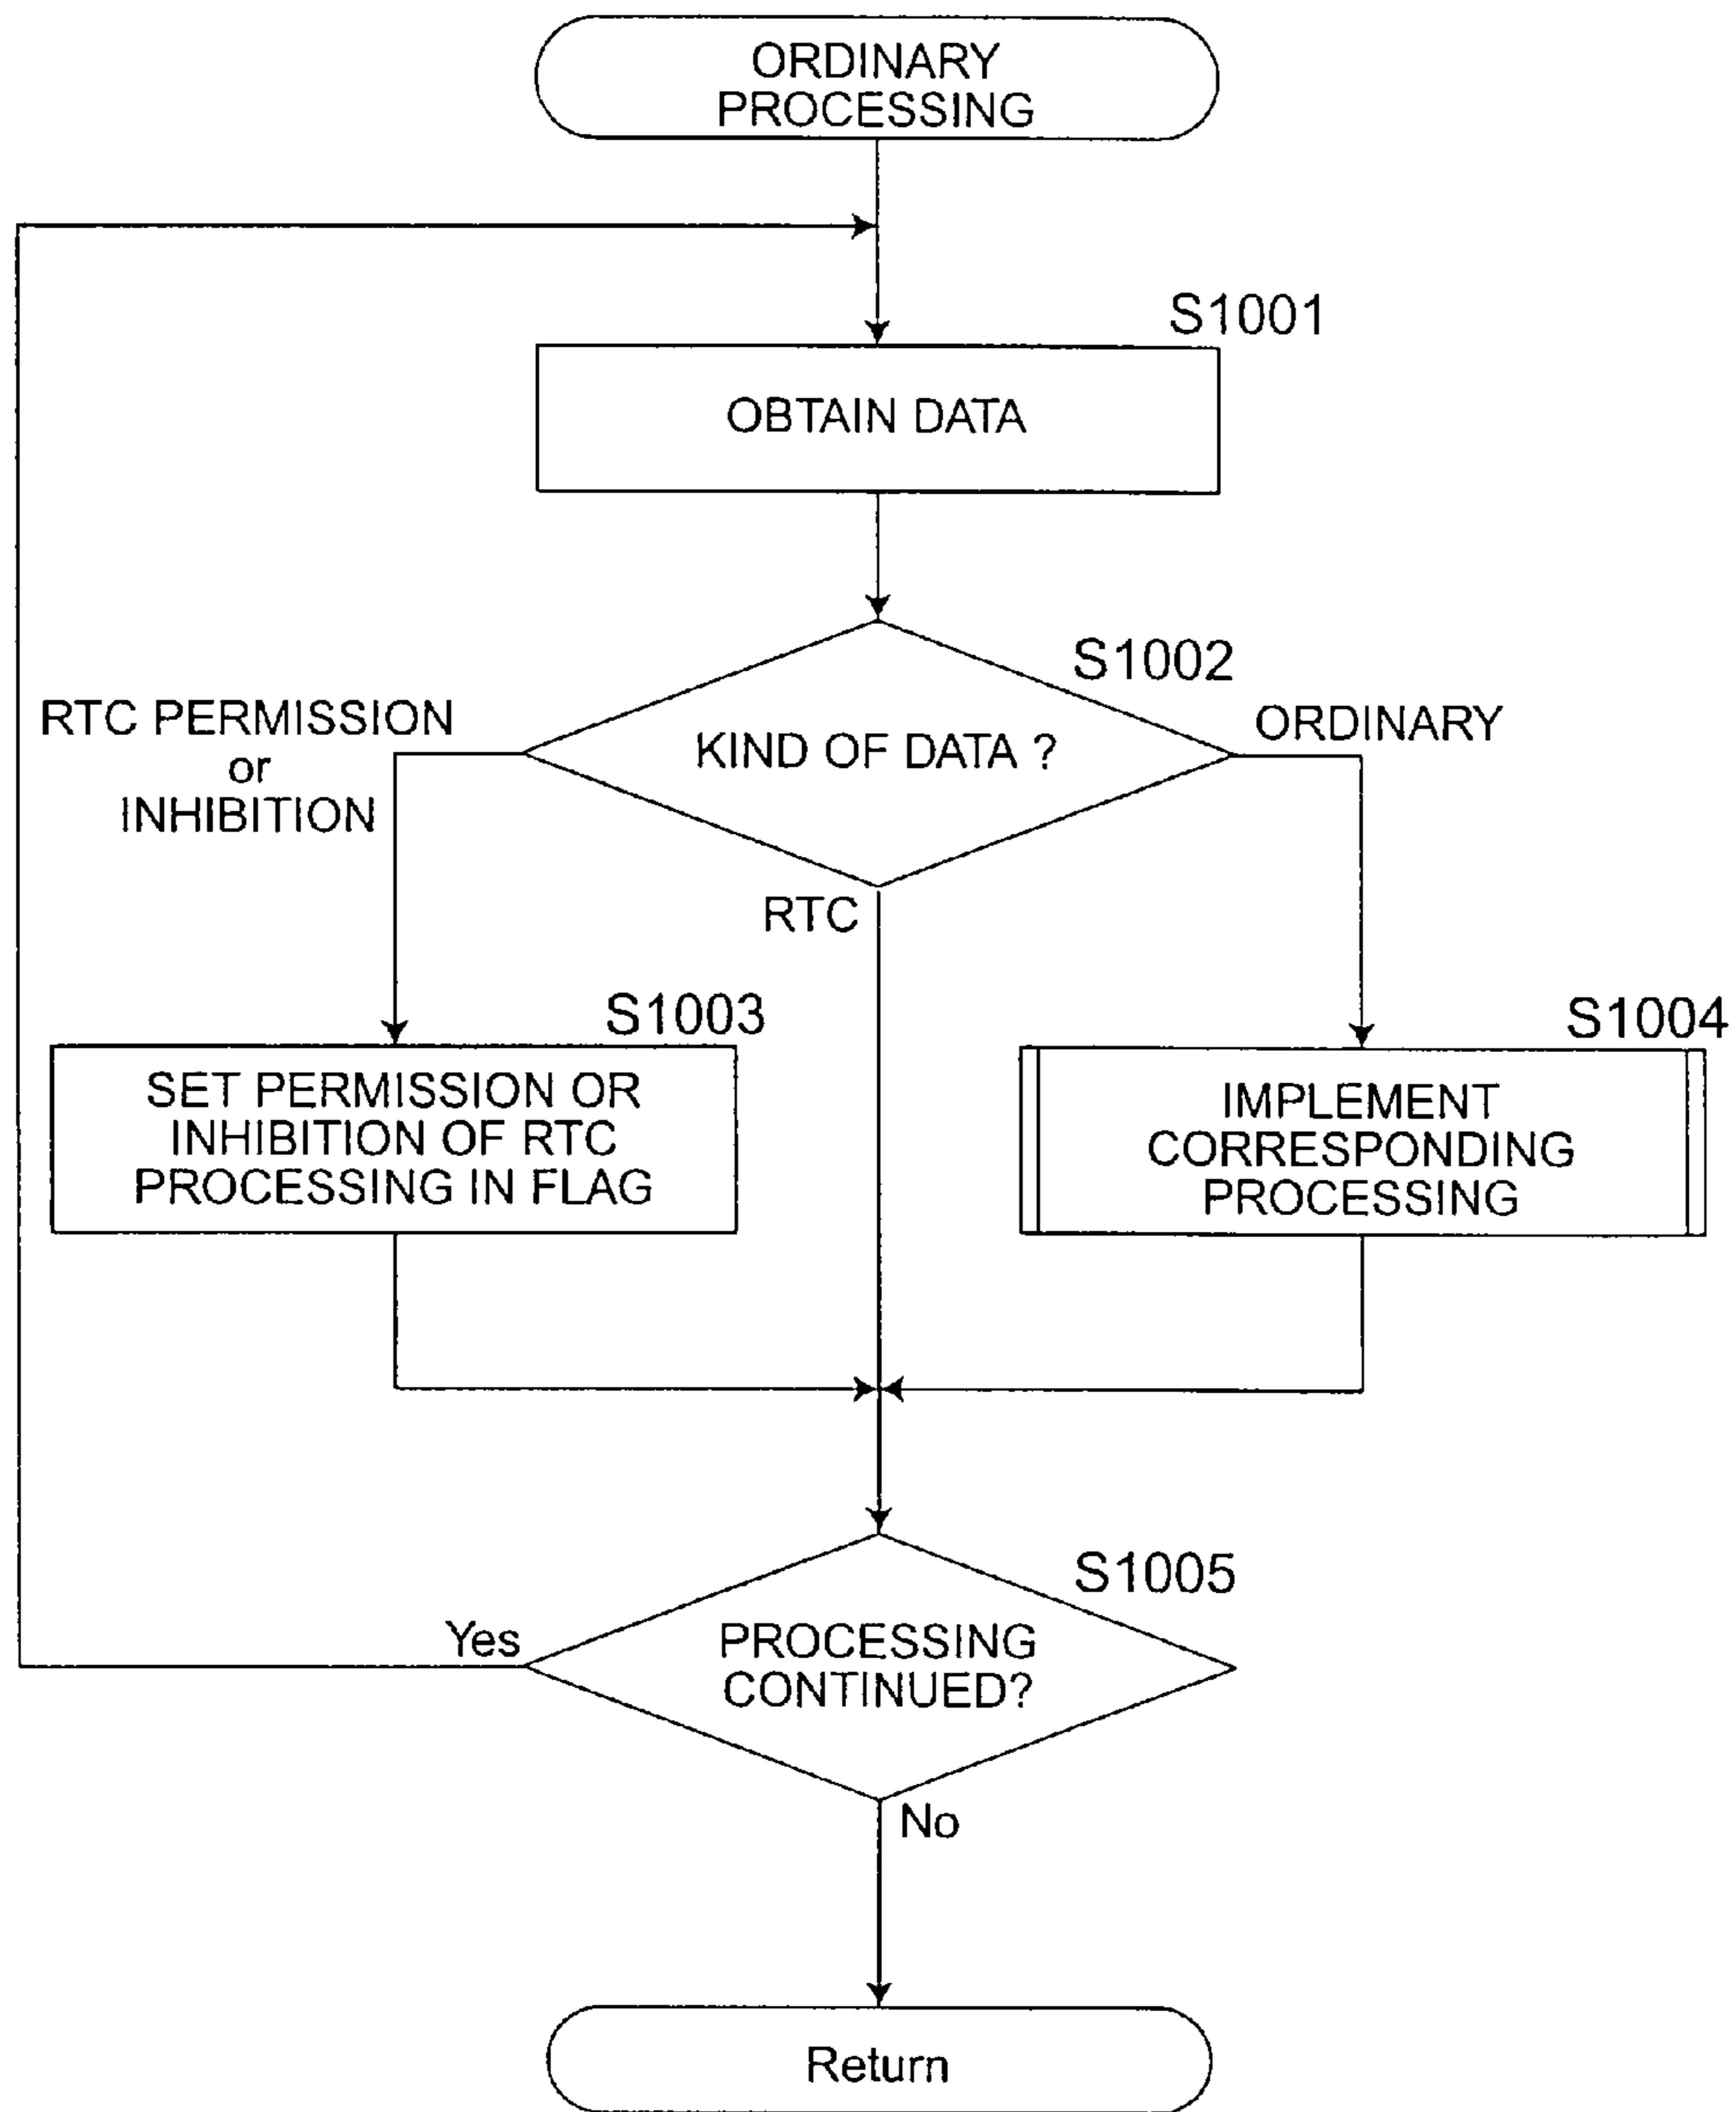 ORDINARY
PROCESSING
S1001
OBTAIN DATA
S1002
RTC PERMISSION
or
INHIBITION
KIND OF DATA ?
ORDINARY
RTC
S1003
SET PERMISSION OR
INHIBITION OF RTC
PROCESSING IN FLAG
S1004
IMPLEMENT
CORRESPONDING
PROCESSING
S1005
Yes
PROCESSING
CONTINUED?
No
Return